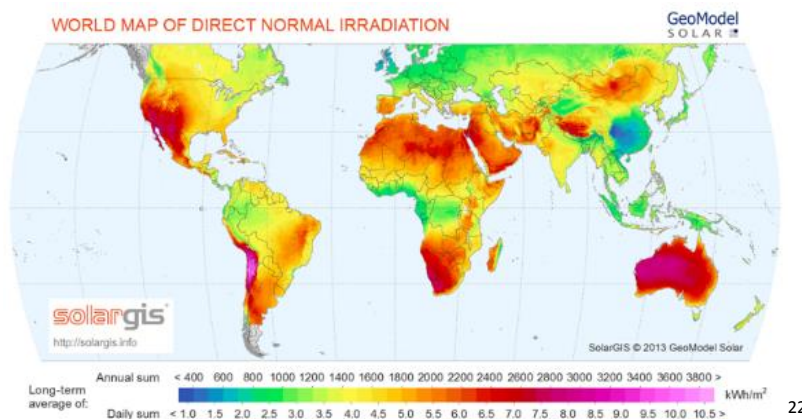 WORLD MAP OF DIRECT NORMAL IRRADIATION
GeoModel
SOLAR
solargis
http://solargis.info
SolarGIS © 2013 GeoModel Solar
Annual sum < 400 600 800 1000 1200 1400 1600 1800 2000 2200 2400 2600 2800 3000 3200 3400 3600 3800 >
Long-term
average of:
kWh/m²
Daily sum < 1.0 1.5 2.0 2.5 3.0 3.5 4.0 4.5 5.0 5.5 6.0 6.5 7.0 7.5 8.0 8.5 9.0 9.5 10.0 10.5 >
22